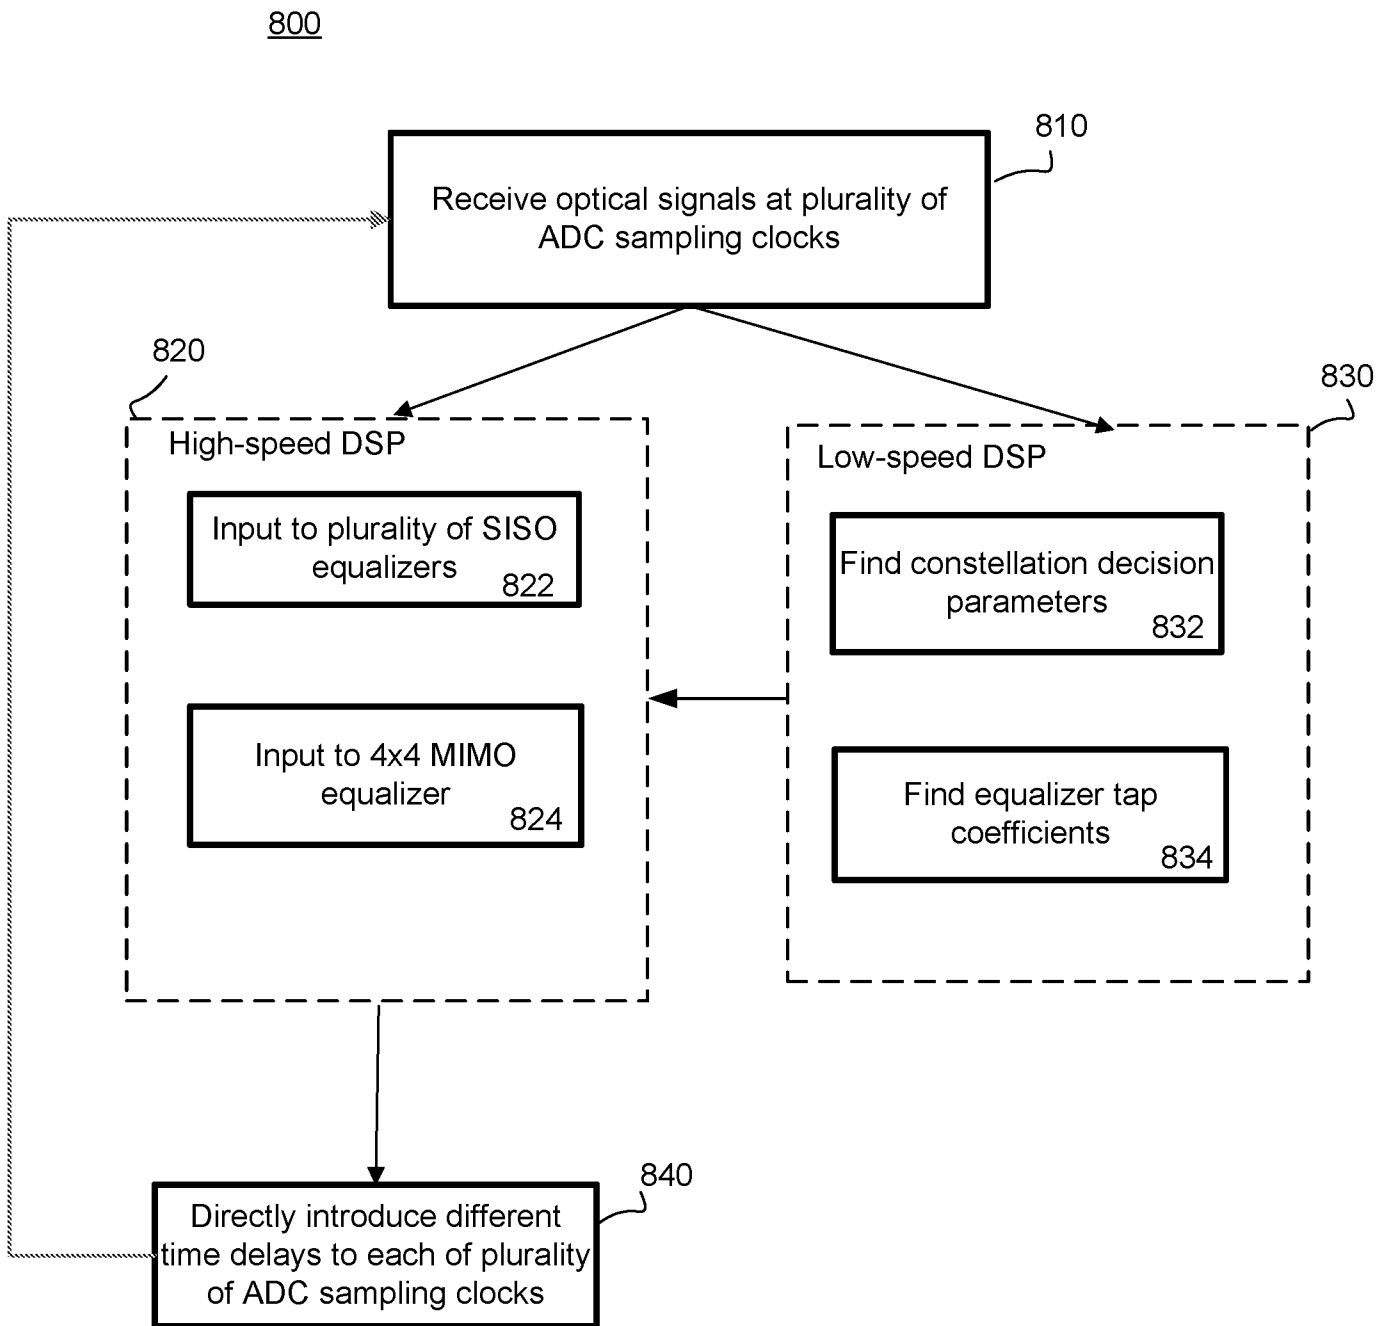 800
810
Receive optical signals at plurality of
ADC sampling clocks
820
High-speed DSP
Input to plurality of SISO
equalizers
822
Input to 4x4 MIMO
equalizer
824
830
Low-speed DSP
Find constellation decision
parameters
832
Find equalizer tap
coefficients
834
840
Directly introduce different
time delays to each of plurality
of ADC sampling clocks